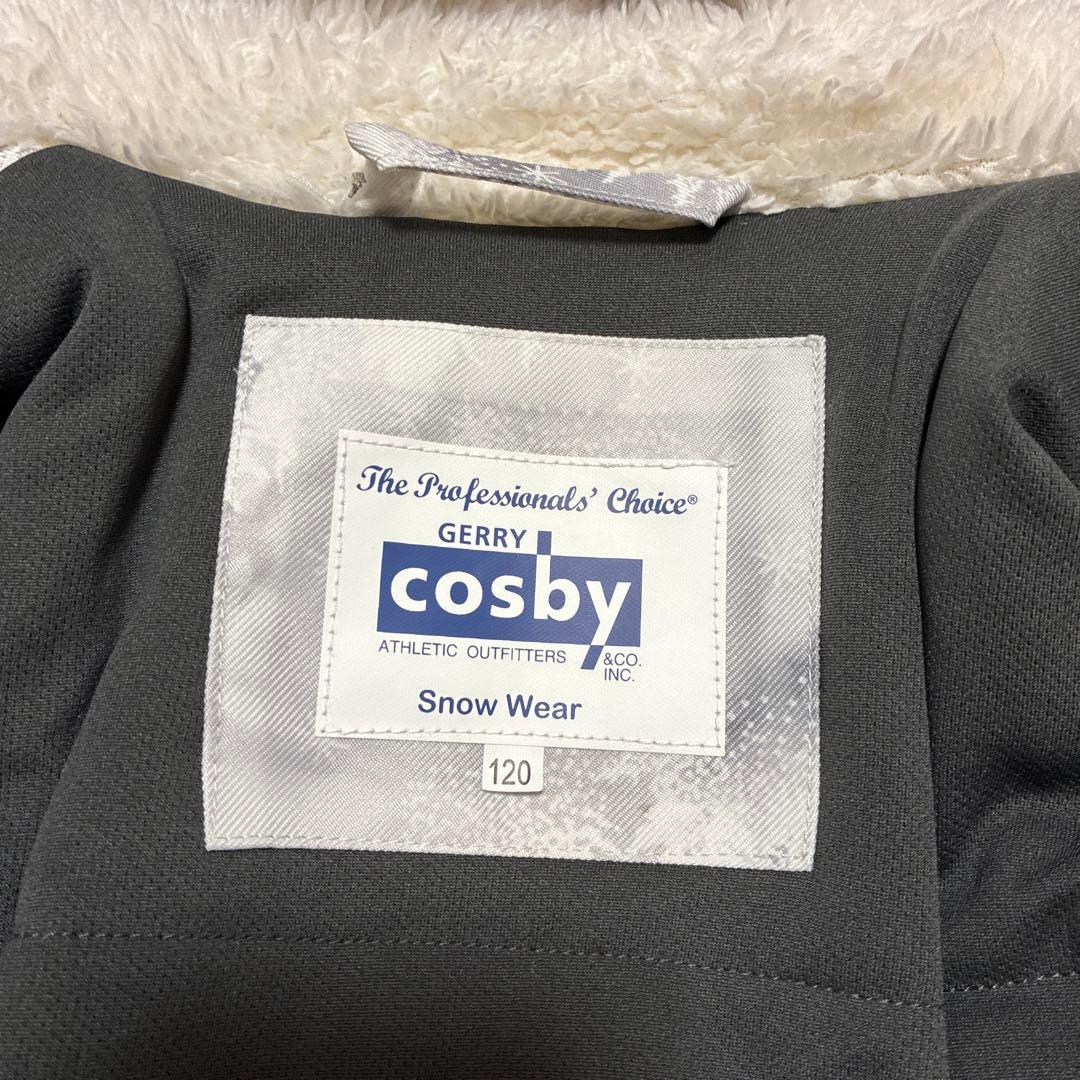 The Professionals' Choice®
GERRY
cosby
ATHLETIC OUTFITTERS &CO.
INC.
Snow Wear
120